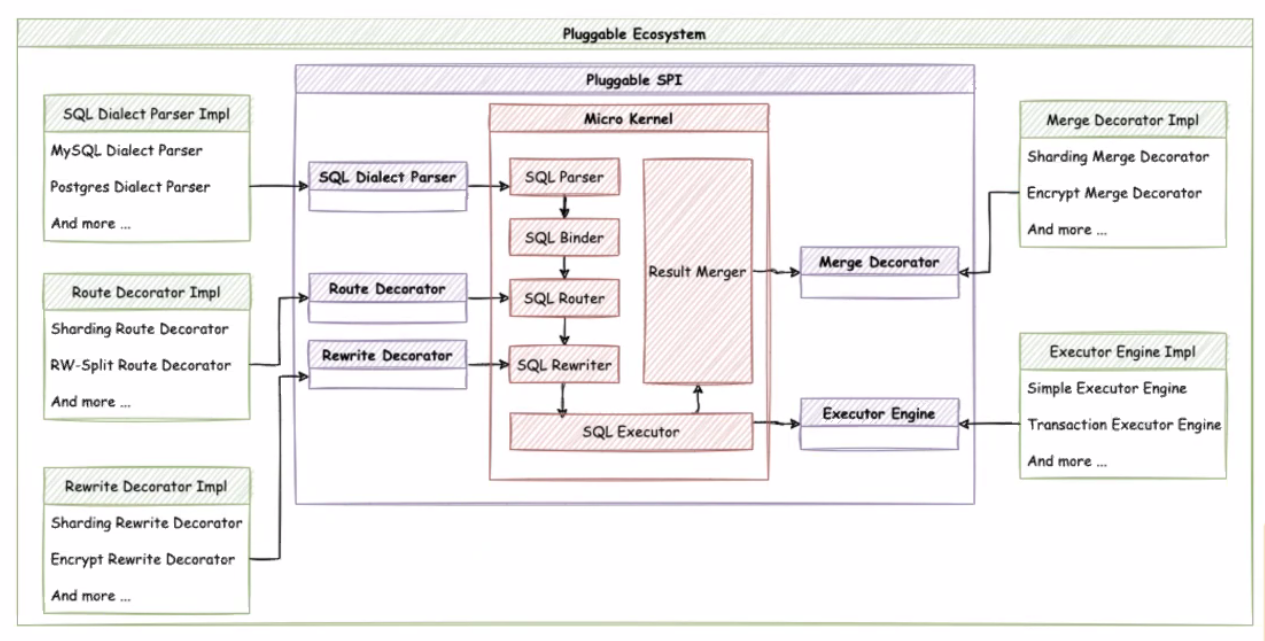 Pluggable Ecosystem
Pluggable SPI
Micro Kernel
SQL Dialect Parser Impl
MySQL Dialect Parser
Postgres Dialect Parser
And more ...
Route Decorator Impl
Sharding Route Decorator
RW-Split Route Decorator
And more ...
Rewrite Decorator Impl
Sharding Rewrite Decorator
Encrypt Rewrite Decorator
And more ...
SQL Dialect Parser
Route Decorator
Rewrite Decorator
SQL Parser
SQL Binder
SQL Router
SQL Rewriter
SQL Executor
Result Merger
Merge Decorator
Executor Engine
Merge Decorator Impl
Sharding Merge Decorator
Encrypt Merge Decorator
And more ...
Executor Engine Impl
Simple Executor Engine
Transaction Executor Engine
And more ...